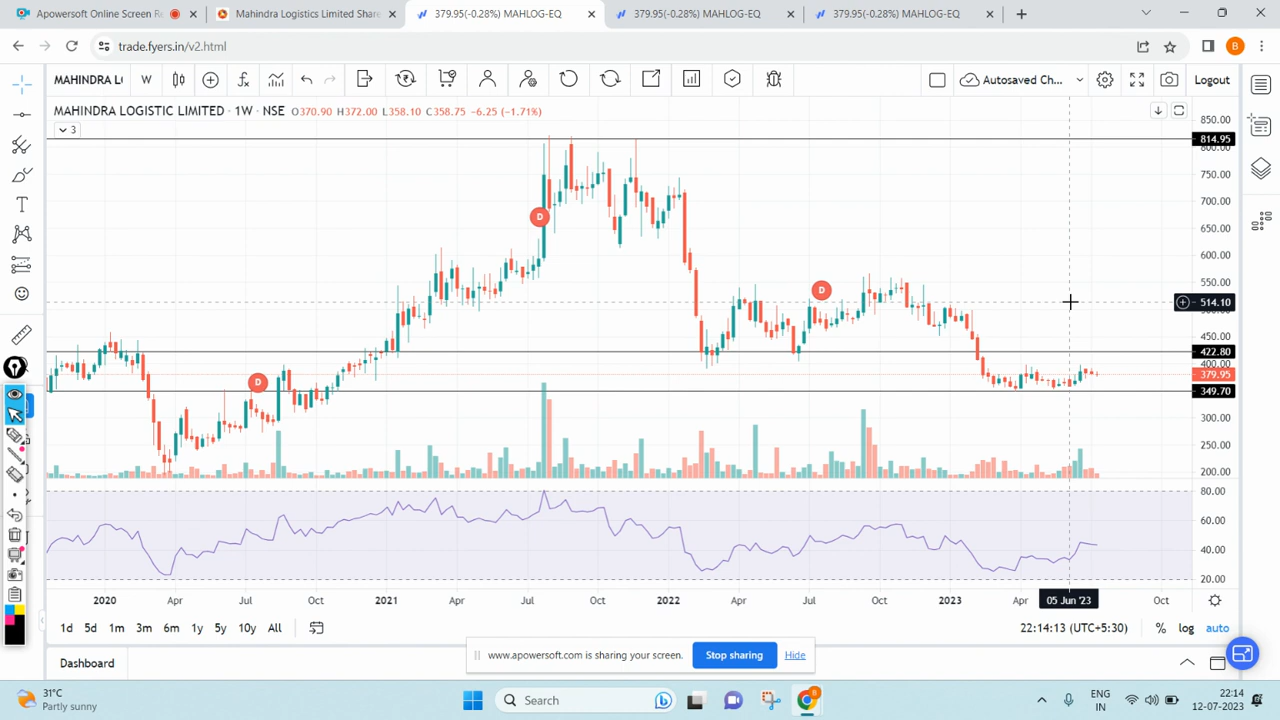 Apowersoft Online Screen R
Mahindra Logistics Limited Share
379.95(-0.28%) MAHLOG-EQ
379.95(-0.28%) MAHLOG-EQ
379.95(-0.28%) MAHLOG-EQ
trade.fyers.in/v2.html
B
MAHINDRA L
W
Autosaved Ch...
Logout
MAHINDRA LOGISTIC LIMITED · 1W · NSE O370.90 H372.00 L358.10 C358.75 -6.25 (-1.71%)
3
850.00
814.95
800.00
750.00
700.00
650.00
600.00
550.00
514.10
500.00
450.00
422.80
400.00
379.95
349.70
300.00
250.00
200.00
D
D
D
80.00
60.00
40.00
20.00
2020 Apr Jul Oct 2021 Apr Jul Oct 2022 Apr Jul Oct 2023 Apr 05 Jun '23 Oct
1d 5d 1m 3m 6m 1y 5y 10y All
22:14:13 (UTC+5:30) % log auto
www.apowersoft.com is sharing your screen. Stop sharing Hide
Dashboard
31°C
Partly sunny
Search
ENG
IN
22:14
12-07-2023